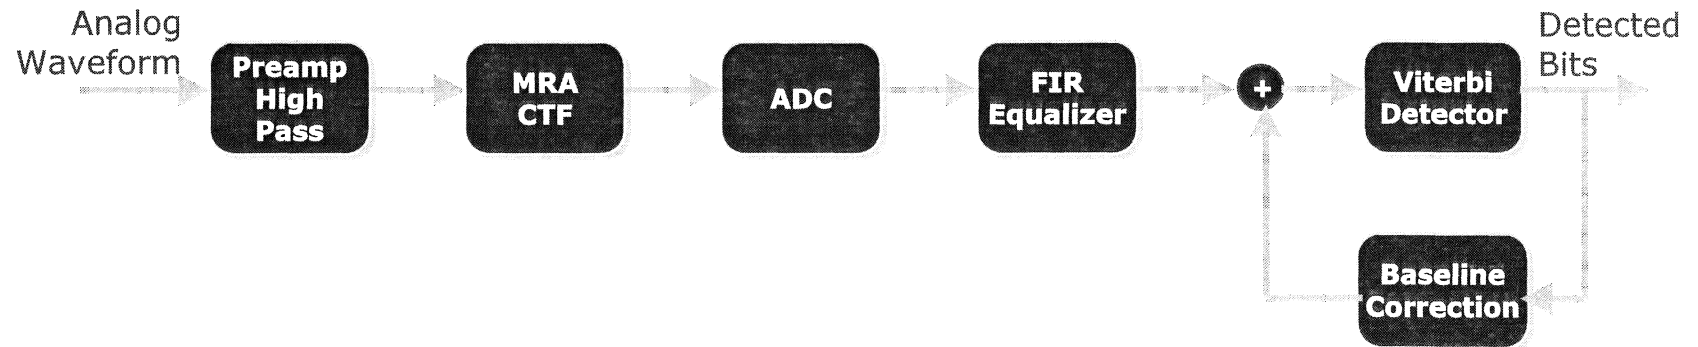 Analog
Waveform
Preamp
High
Pass
MRA
CTF
ADC
FIR
Equalizer
+
Viterbi
Detector
Detected
Bits
Baseline
Correction